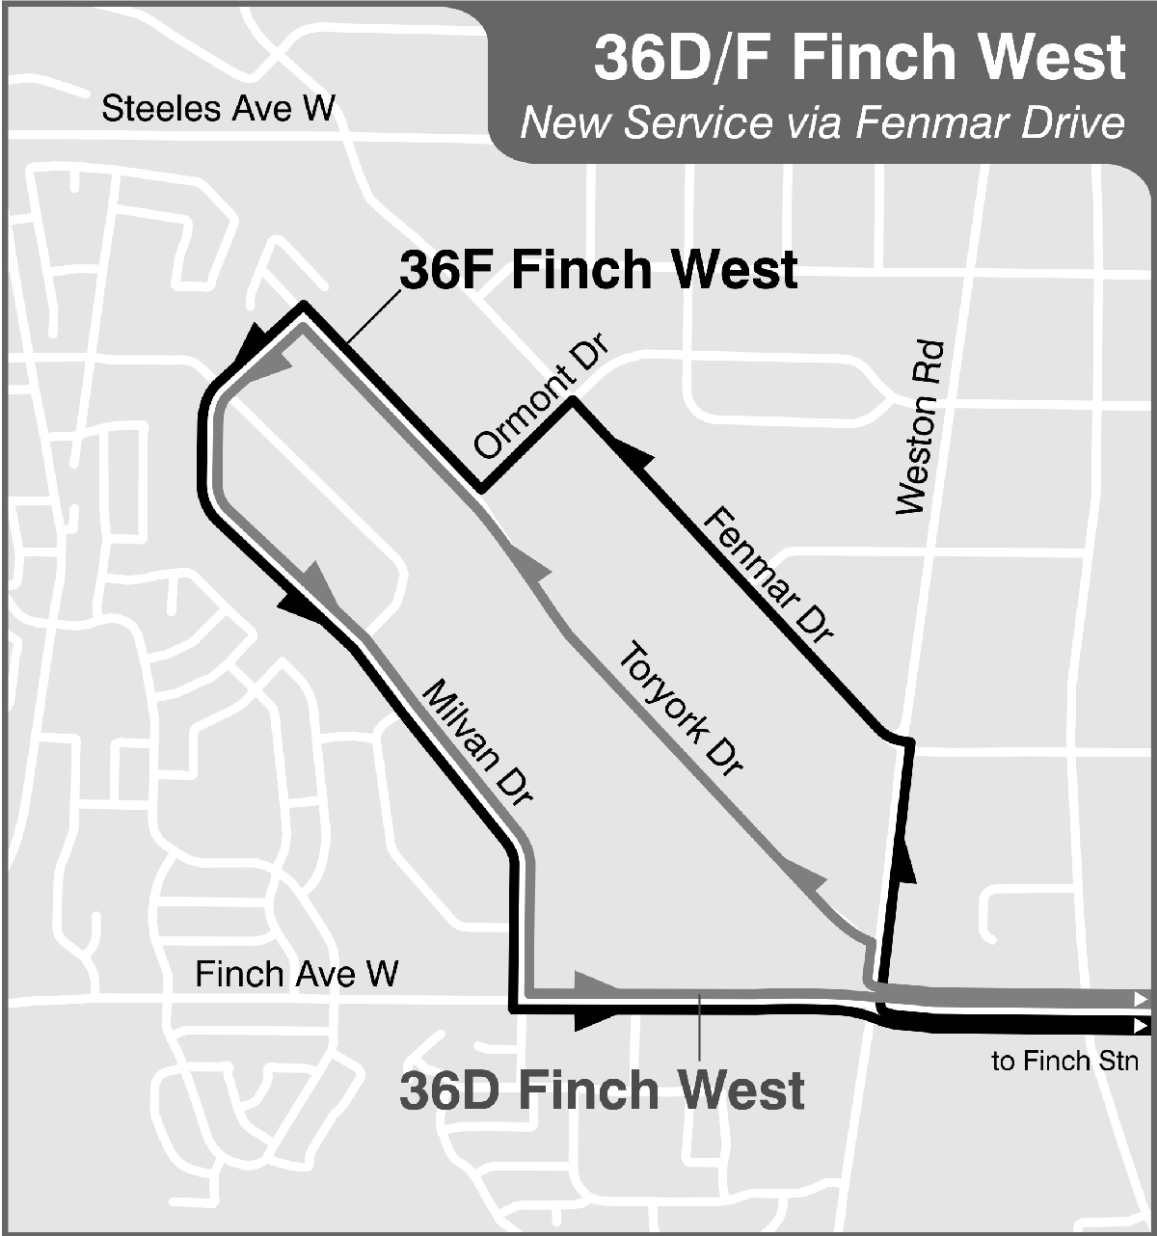 36D/F Finch West
New Service via Fenmar Drive
Steeles Ave W
36F Finch West
Ormont Dr
Weston Rd
Fenmar Dr
Toryork Dr
Milvan Dr
Finch Ave W
to Finch Stn
36D Finch West